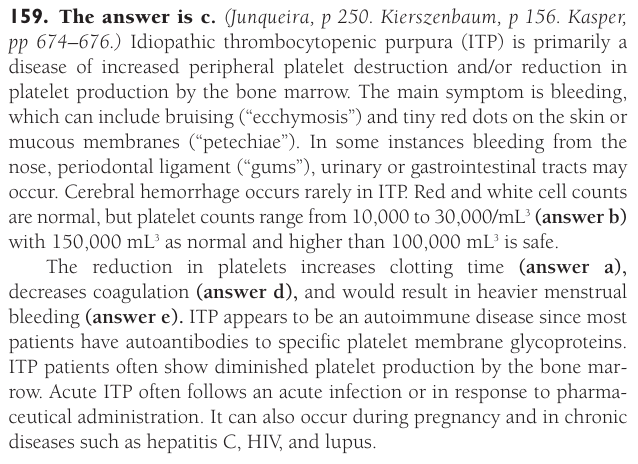 159. The answer is c. (Junqueira, p 250. Kierszenbaum, p 156. Kasper,
pp 674–676.) Idiopathic thrombocytopenic purpura (ITP) is primarily a
disease of increased peripheral platelet destruction and/or reduction in
platelet production by the bone marrow. The main symptom is bleeding,
which can include bruising (“ecchymosis”) and tiny red dots on the skin or
mucous membranes (“petechiae”). In some instances bleeding from the
nose, periodontal ligament (“gums”), urinary or gastrointestinal tracts may
occur. Cerebral hemorrhage occurs rarely in ITP. Red and white cell counts
are normal, but platelet counts range from 10,000 to 30,000/mL³ (answer b)
with 150,000 mL³ as normal and higher than 100,000 mL³ is safe.
The reduction in platelets increases clotting time (answer a),
decreases coagulation (answer d), and would result in heavier menstrual
bleeding (answer e). ITP appears to be an autoimmune disease since most
patients have autoantibodies to specific platelet membrane glycoproteins.
ITP patients often show diminished platelet production by the bone mar-
row. Acute ITP often follows an acute infection or in response to pharma-
ceutical administration. It can also occur during pregnancy and in chronic
diseases such as hepatitis C, HIV, and lupus.